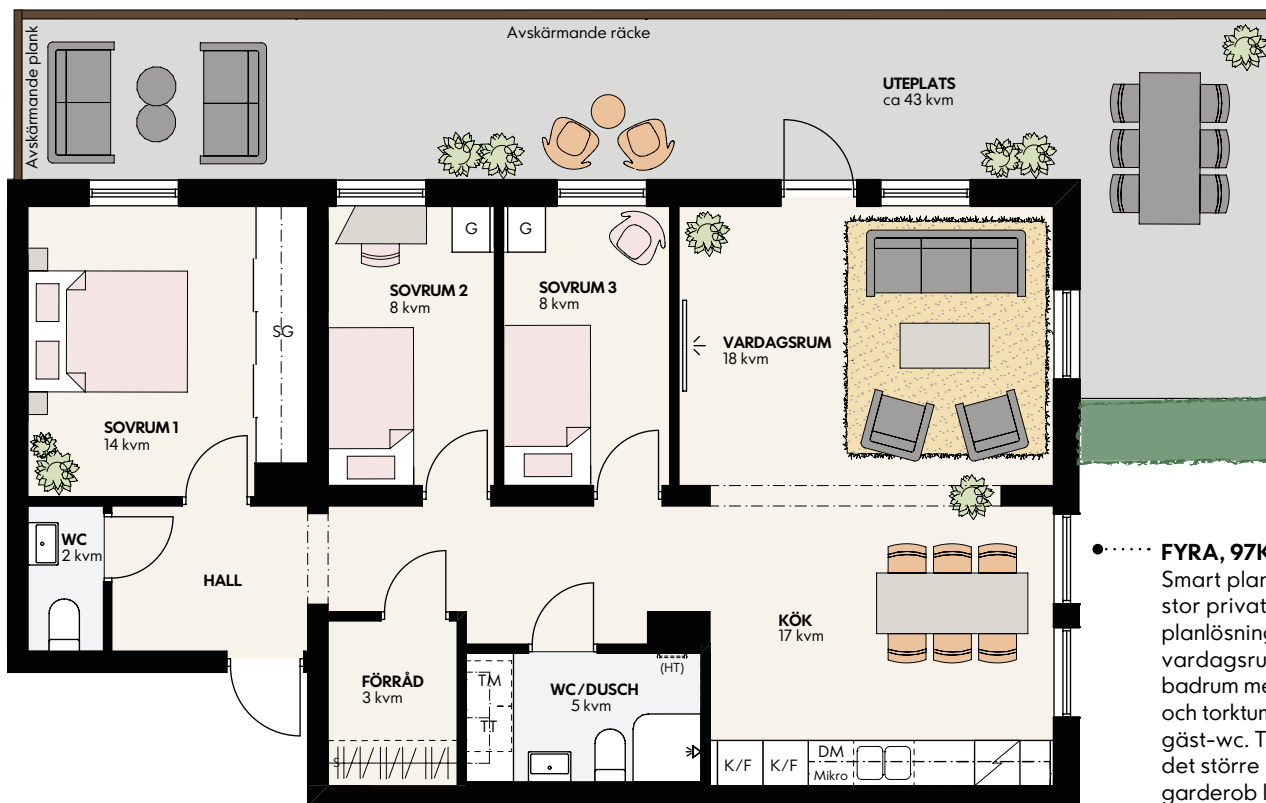 Avskärmande plank
Avskärmande räcke
UTEPLATS
ca 43 kvm
G
G
SOVRUM 2
8 kvm
SOVRUM 3
8 kvm
SG
VARDAGSRUM
18 kvm
SOVRUM 1
14 kvm
WC
2 kvm
HALL
KÖK
17 kvm
FÖRRÅD
3 kvm
S
TM
TT
WC/DUSCH
5 kvm
(HT)
K/F
K/F
DM
Mikro
FYRA, 97K
Smart plan
stor privat
planlösning
vardagsru
badrum me
och torktum
gäst-wc. T
det större
garderob l